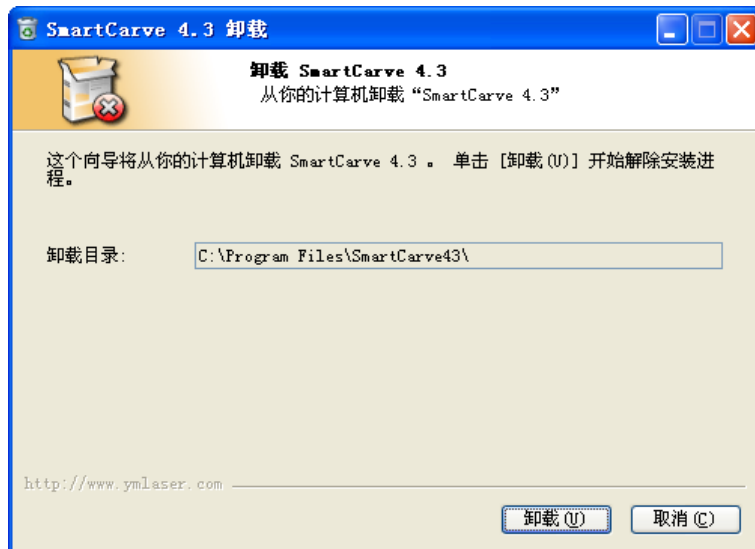 SmartCarve 4.3 卸载
卸载 SmartCarve 4.3
从你的计算机卸载“SmartCarve 4.3”
这个向导将从你的计算机卸载 SmartCarve 4.3 。 单击 [卸载(U)] 开始解除安装进
程。
卸载目录: C:\Program Files\SmartCarve43\
http://www.ymlaser.com
卸载(U) 取消(C)